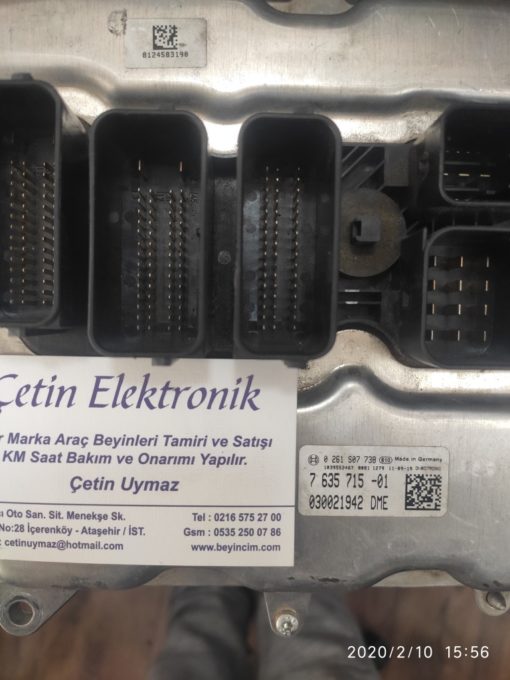 8124583190
Çetin Elektronik
r Marka Araç Beyinleri Tamiri ve Satışı
KM Saat Bakım ve Onarımı Yapılır.
Çetin Uymaz
ı Oto San. Sit. Menekşe Sk.
No:28 İçerenköy - Ataşehir / İST.
: cetinuymaz@hotmail.com
Tel : 0216 575 27 00
Gsm : 0535 250 07 86
www.beyincim.com
0 261 S07 738 Made in Germany
7 635 715 -01
030021942 DME
2020/2/10 15:56